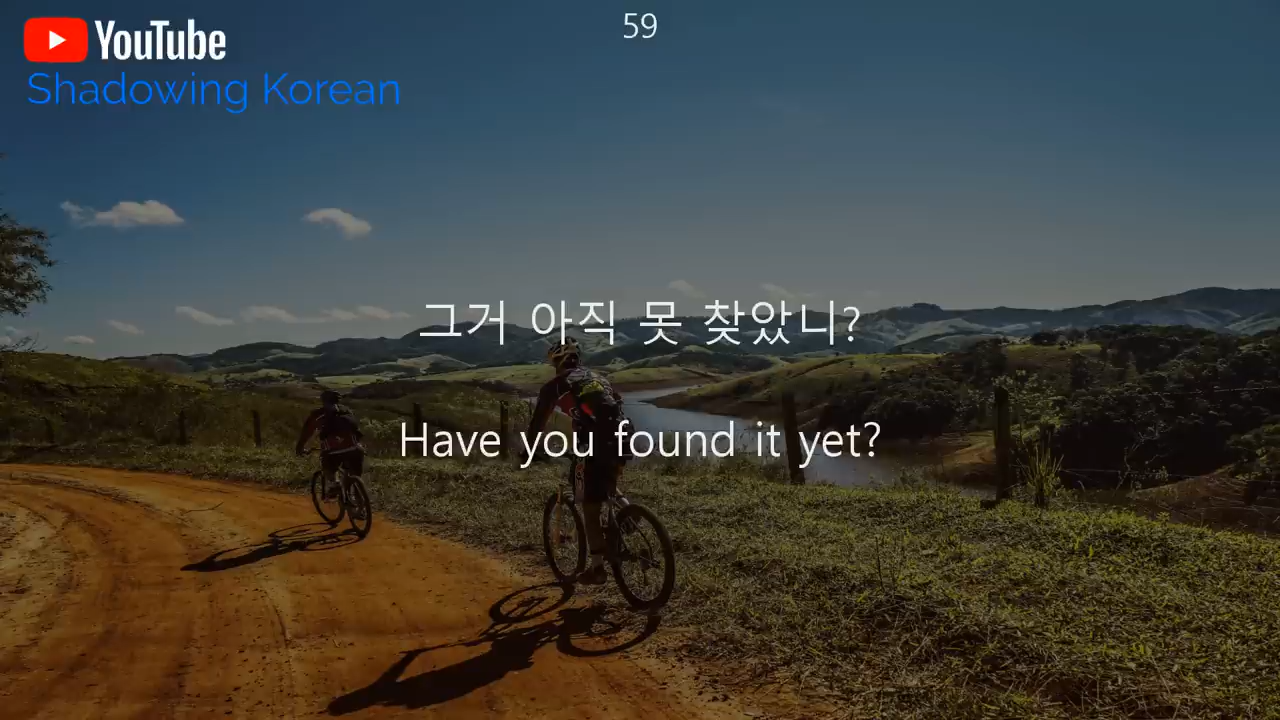 59
YouTube
Shadowing Korean
그거 아직 못 찾았니?
Have you found it yet?